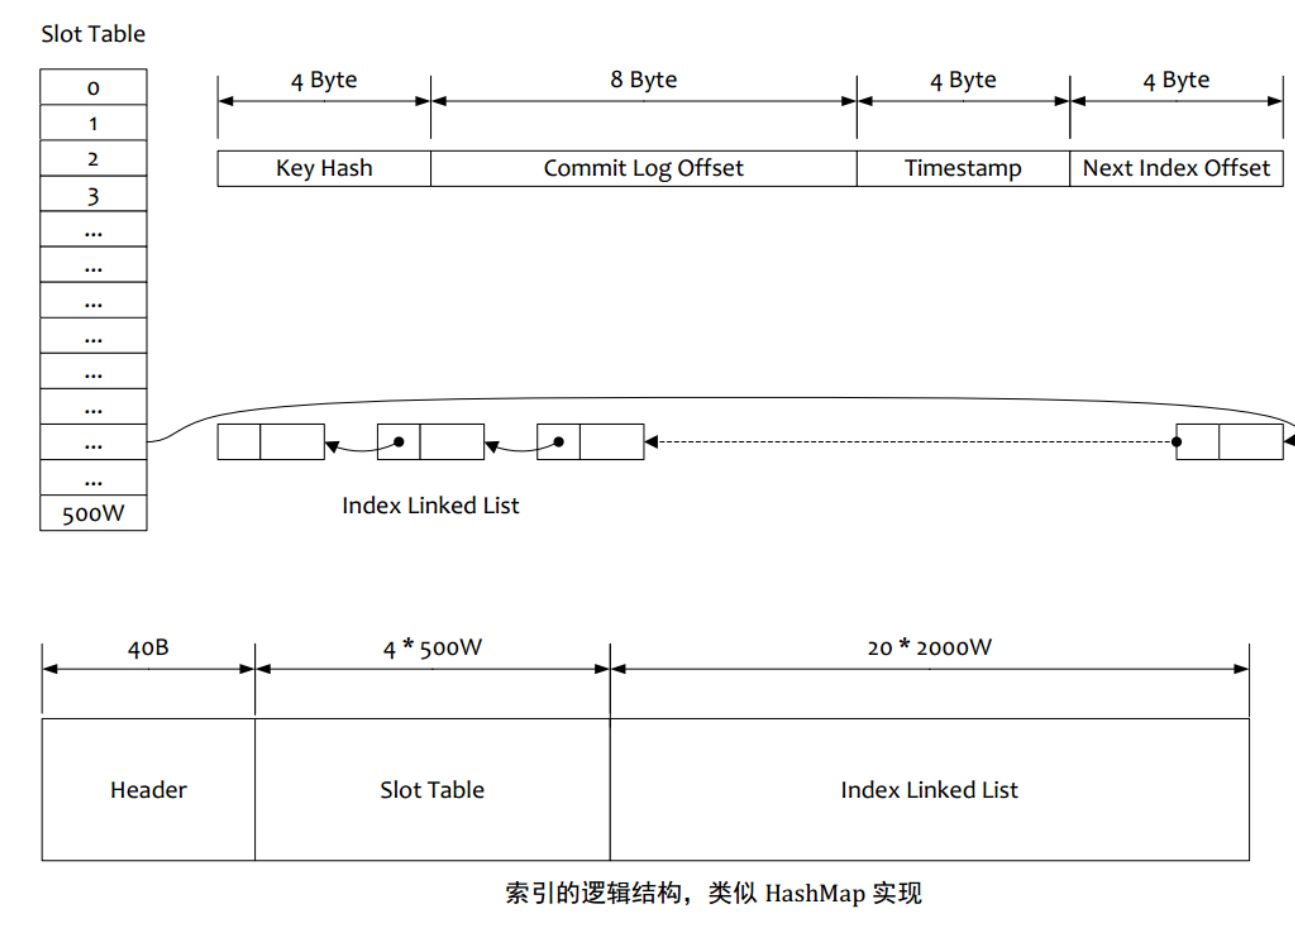 Slot Table
0
1
2
3
...
...
...
...
...
...
...
...
500W
4 Byte
8 Byte
4 Byte
4 Byte
Key Hash
Commit Log Offset
Timestamp
Next Index Offset
Index Linked List
40B
4 * 500W
20 * 2000W
Header
Slot Table
Index Linked List
索引的逻辑结构，类似 HashMap 实现